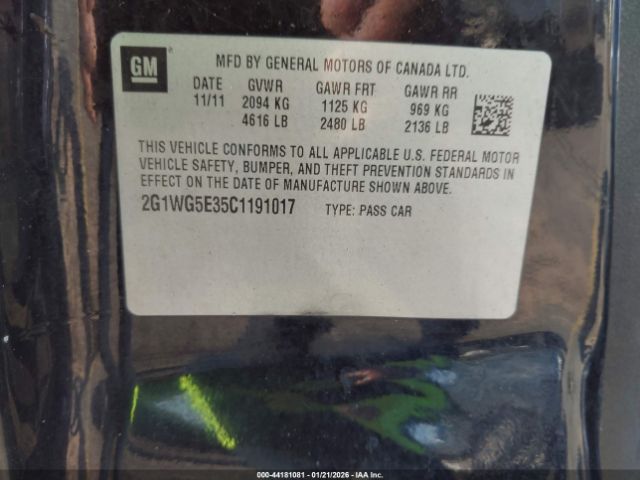 GM
MFD BY GENERAL MOTORS OF CANADA LTD.
DATE GVWR GAWR FRT GAWR RR
11/11 2094 KG 1125 KG 969 KG
4616 LB 2480 LB 2136 LB
THIS VEHICLE CONFORMS TO ALL APPLICABLE U.S. FEDERAL MOTOR
VEHICLE SAFETY, BUMPER, AND THEFT PREVENTION STANDARDS IN
EFFECT ON THE DATE OF MANUFACTURE SHOWN ABOVE.
2G1WG5E35C1191017 TYPE: PASS CAR
000-44181081 - 01/21/2026 - IAA Inc.